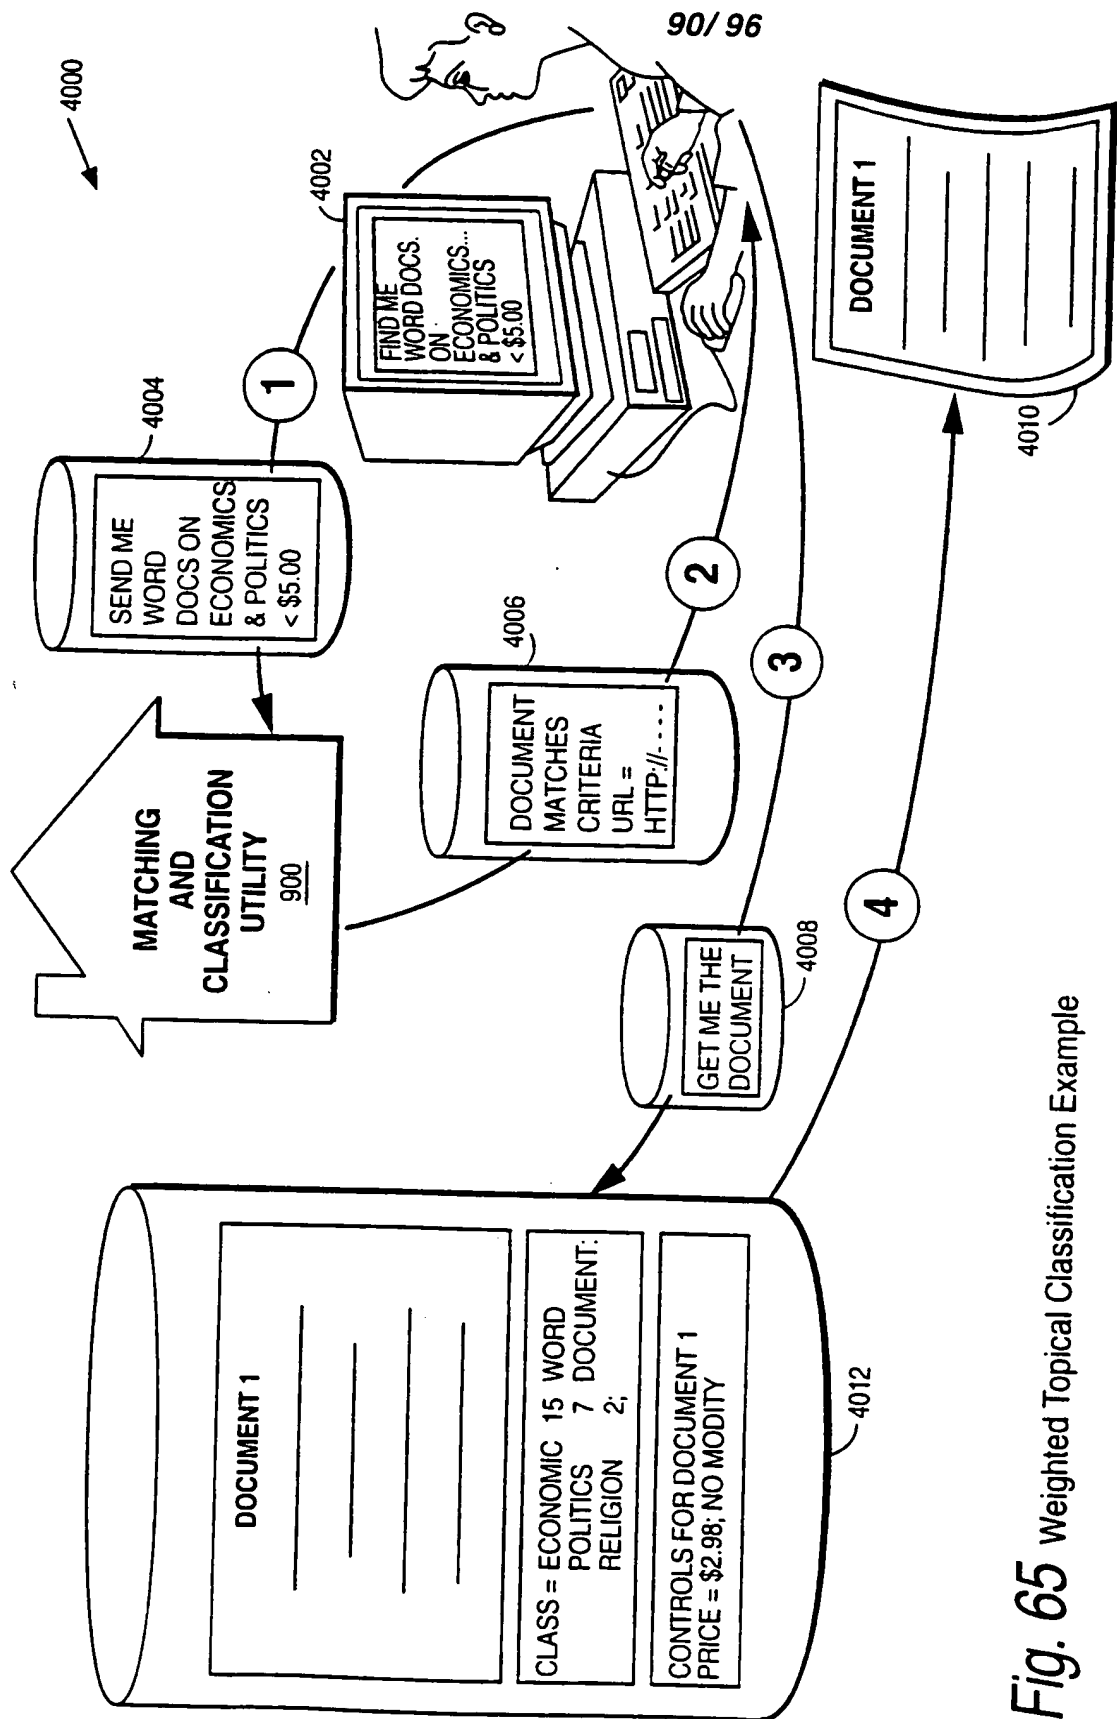 90/96
4000
4002
FIND ME
WORD DOCS.
ON
ECONOMICS...
& POLITICS
< $5.00
1
4004
SEND ME
WORD
DOCS ON
ECONOMICS
& POLITICS
< $5.00
MATCHING
AND
CLASSIFICATION
UTILITY
900
4006
DOCUMENT
MATCHES
CRITERIA
URL =
HTTP://----
2
3
4008
GET ME THE
DOCUMENT
4
DOCUMENT 1
4010
DOCUMENT 1
CLASS = ECONOMIC 15 WORD
POLITICS 7 DOCUMENT:
RELIGION 2;
CONTROLS FOR DOCUMENT 1
PRICE = $2.98; NO MODITY
4012
Fig. 65 Weighted Topical Classification Example